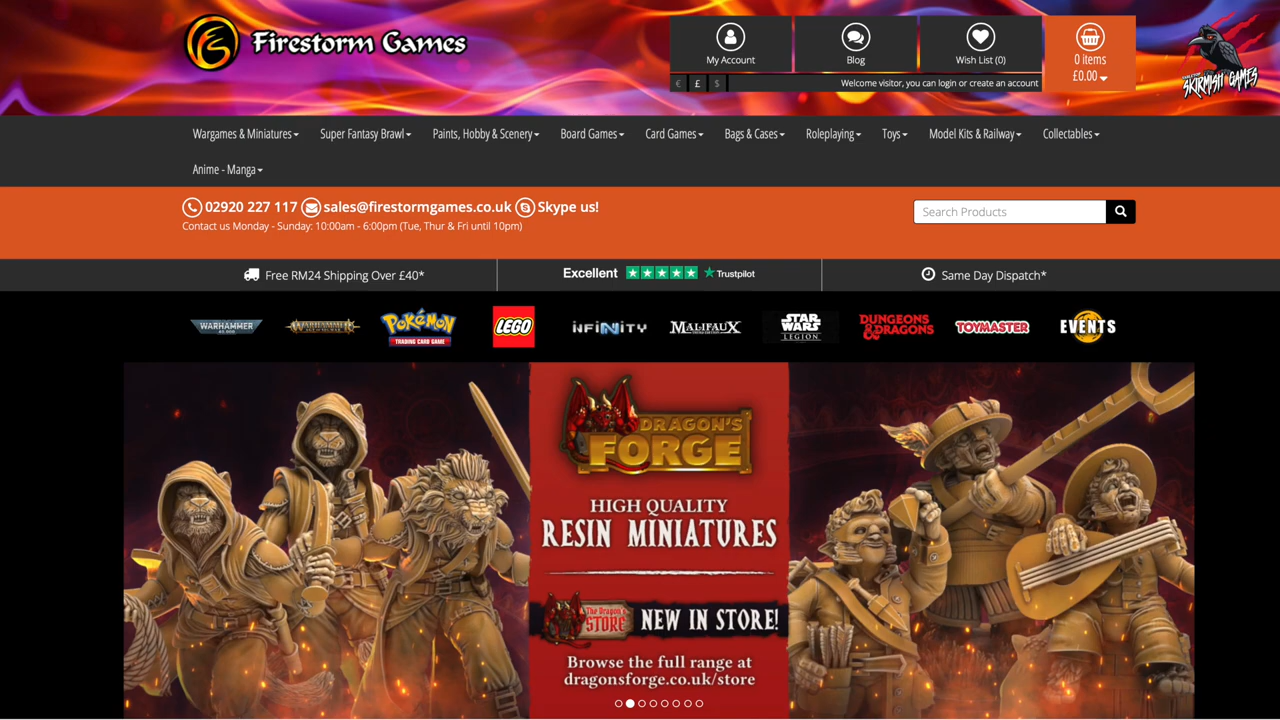 Firestorm Games
My Account
Blog
Wish List (0)
0 items
£0.00
€ £ $
Welcome visitor, you can login or create an account
SKIRMISH GAMES
Wargames & Miniatures
Super Fantasy Brawl
Paints, Hobby & Scenery
Board Games
Card Games
Bags & Cases
Roleplaying
Toys
Model Kits & Railway
Collectables
Anime - Manga
02920 227 117 sales@firestormgames.co.uk Skype us!
Contact us Monday - Sunday: 10:00am - 6:00pm (Tue, Thur & Fri until 10pm)
Search Products
Free RM24 Shipping Over £40*
Excellent Trustpilot
Same Day Dispatch*
WARHAMMER
40,000
WARHAMMER
Pokémon
TRADING CARD GAME
LEGO
INFINITY
MALIFAUX
STAR
WARS
LEGION
DUNGEONS
& DRAGONS
TOYMASTER
EVENTS
DRAGON'S
FORGE
HIGH QUALITY
RESIN MINIATURES
The Dragon's
STORE
NEW IN STORE!
Browse the full range at
dragonsforge.co.uk/store